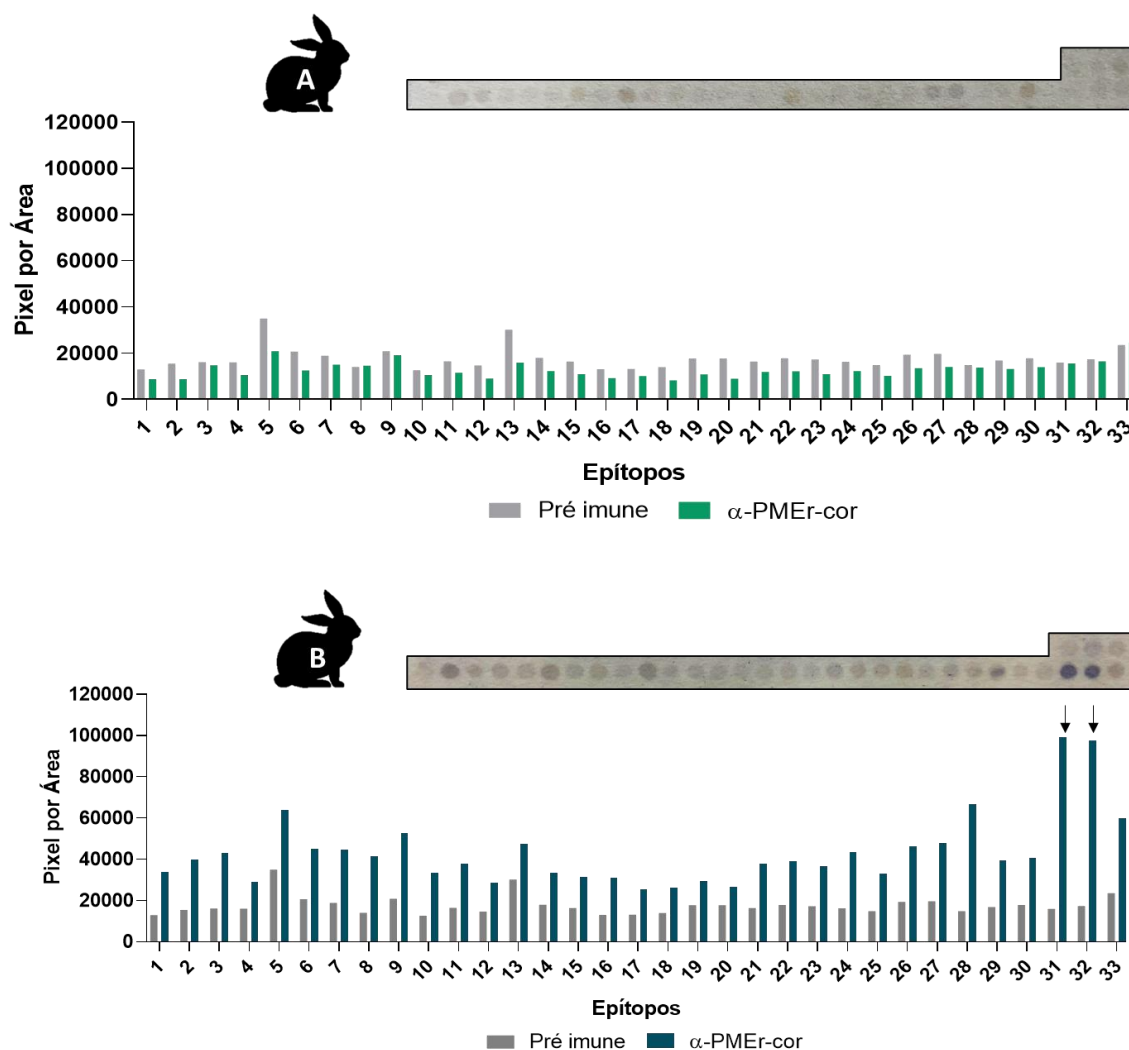 A
120000
100000
80000
60000
40000
20000
0
Pixel por Área
1 2 3 4 5 6 7 8 9 10 11 12 13 14 15 16 17 18 19 20 21 22 23 24 25 26 27 28 29 30 31 32 33
Epítopos
Pré imune α-PMEr-cor
B
120000
100000
80000
60000
40000
20000
0
Pixel por Área
1 2 3 4 5 6 7 8 9 10 11 12 13 14 15 16 17 18 19 20 21 22 23 24 25 26 27 28 29 30 31 32 33
Epítopos
Pré imune α-PMEr-cor